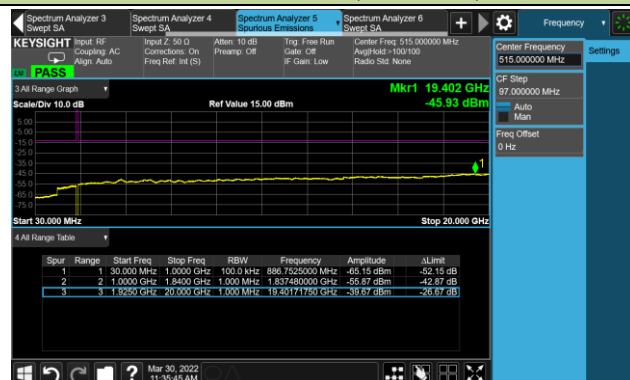 Spectrum Analyzer 3
Swept SA
Spectrum Analyzer 4
Swept SA
Spectrum Analyzer 5
Spurious Emissions
Spectrum Analyzer 6
Swept SA
+
Frequency
KEYSIGHT
Input: RF
Coupling: AC
Align: Auto
Input Z: 50 Ω
Corrections: On
Freq Ref: Int (S)
Atten: 10 dB
Preamp: Off
Trig: Free Run
Gate: Off
IF Gain: Low
Center Freq: 515.000000 MHz
Avg|Hold:>100/100
Radio Std: None
PASS
Center Frequency
515.000000 MHz
Settings
CF Step
97.000000 MHz
Auto
Man
Freq Offset
0 Hz
3 All Range Graph
Mkr1 19.402 GHz
Scale/Div 10.0 dB
Ref Value 15.00 dBm
-45.93 dBm
5.00
-5.00
-15.0
-25.0
-35.0
-45.0
-55.0
-65.0
-75.0
1
Start 30.000 MHz
Stop 20.000 GHz
4 All Range Table
Spur Range Start Freq Stop Freq RBW Frequency Amplitude ΔLimit
1 1 30.000 MHz 1.0000 GHz 100.0 kHz 886.7525000 MHz -65.15 dBm -52.15 dB
2 2 1.0000 GHz 1.8400 GHz 1.000 MHz 1.837480000 GHz -55.87 dBm -42.87 dB
3 3 1.9250 GHz 20.000 GHz 1.000 MHz 19.40171750 GHz -39.67 dBm -26.67 dB
?
Mar 30, 2022
11:35:45 AM